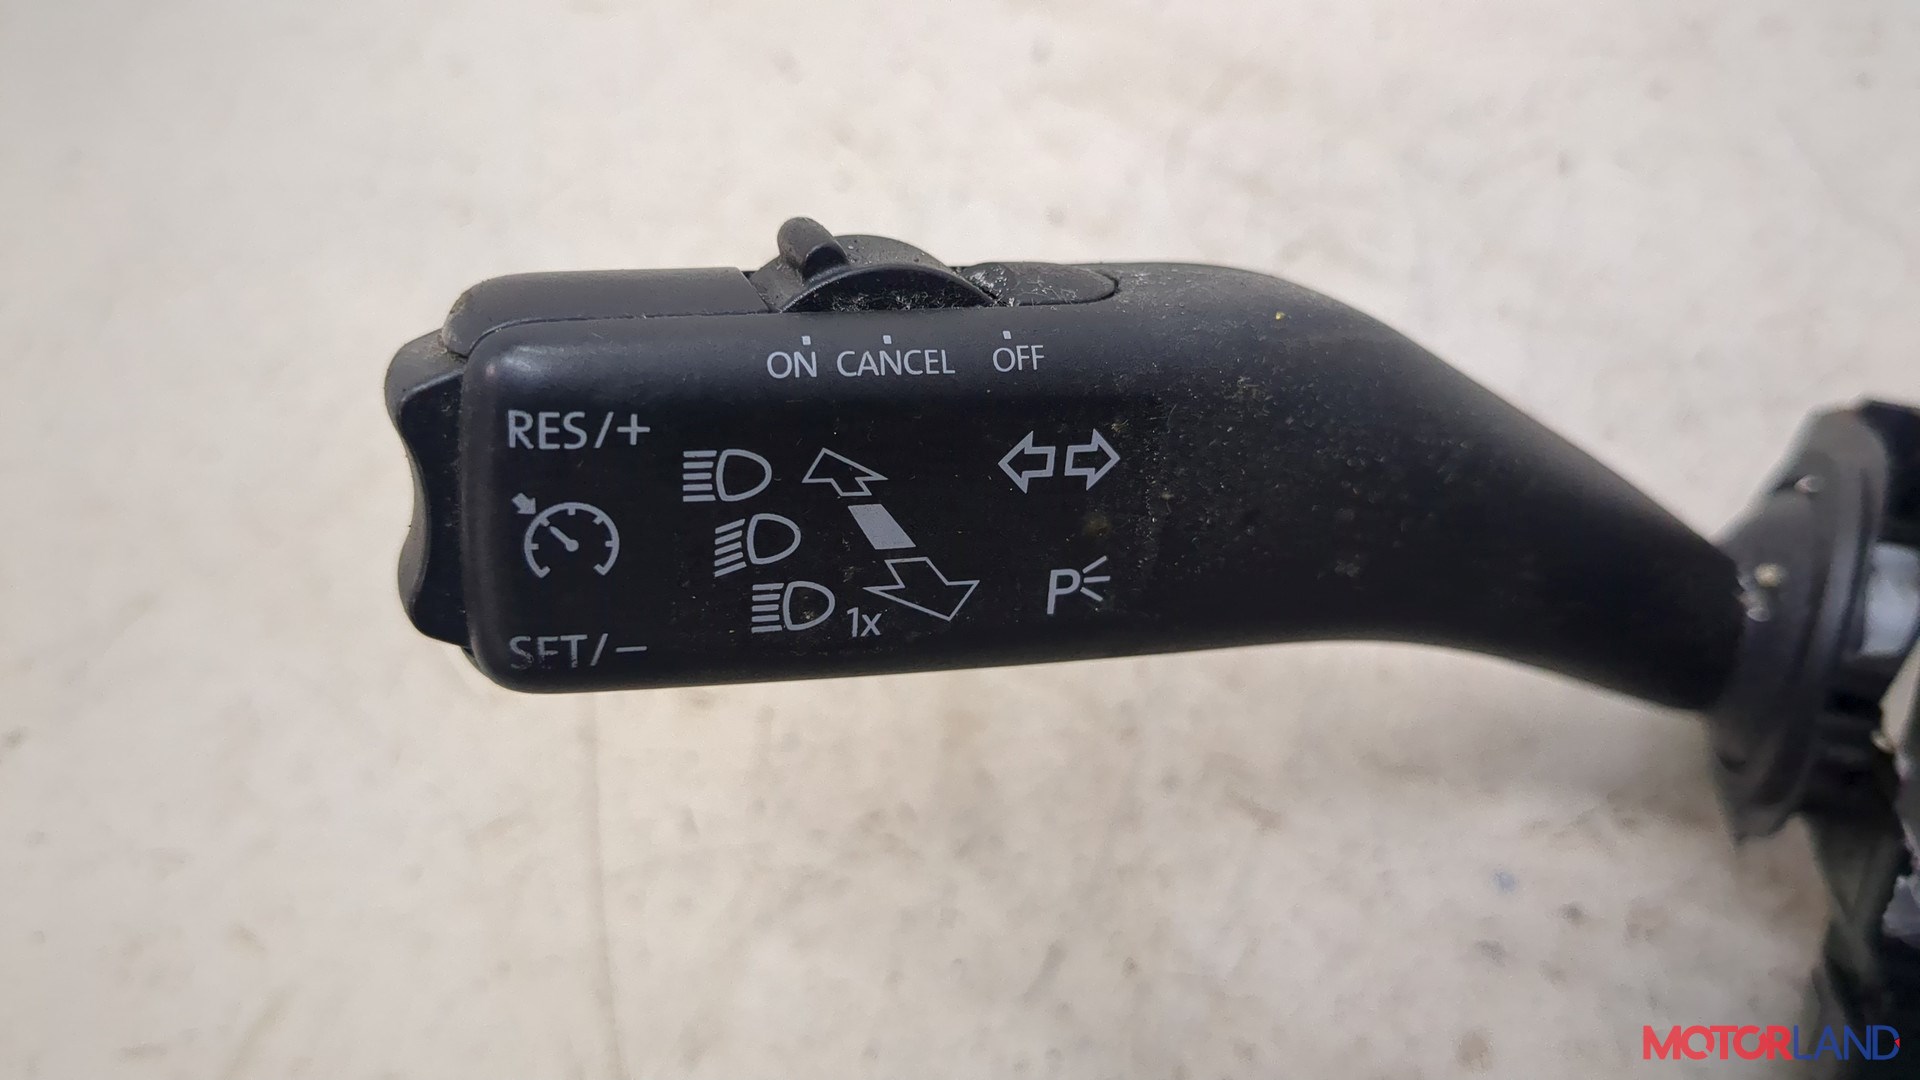 ON CANCEL OFF
RES/+
1x
P
SET/-
MOTORLAND